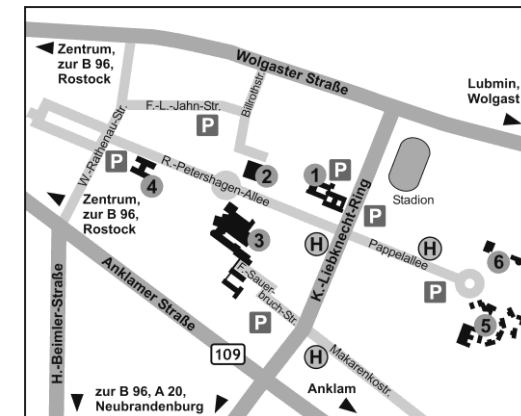 Zentrum,
zur B 96,
Rostock
Wolgaster Straße
Lubmin,
Wolgast
F.-L.-Jahn-Str.
Billrothstr.
W.-Rathenau-Str.
P
P
P
P
1
2
3
4
R.-Petershagen-Allee
Stadion
K.-Liebknecht-Ring
Zentrum,
zur B 96,
Rostock
H
H
Pappelallee
6
P
5
H.-Beimler-Straße
Anklamer Straße
F.-Sauer-
bruch-Str.
P
109
H
Makarenkostr.
zur B 96, A 20,
Neubrandenburg
Anklam